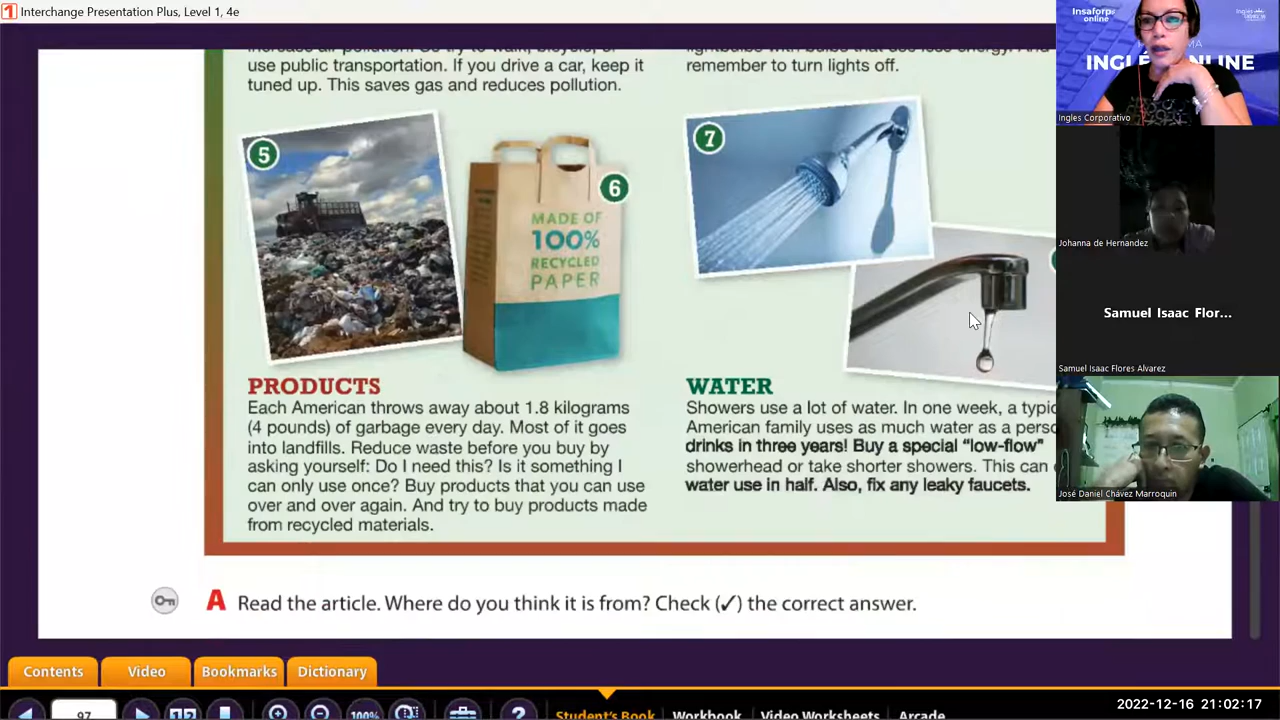 Interchange Presentation Plus, Level 1, 4e
use public transportation. If you drive a car, keep it
tuned up. This saves gas and reduces pollution.
remember to turn lights off.
5
6
MADE OF
100%
RECYCLED
PAPER
7
PRODUCTS
Each American throws away about 1.8 kilograms
(4 pounds) of garbage every day. Most of it goes
into landfills. Reduce waste before you buy by
asking yourself: Do I need this? Is it something I
can only use once? Buy products that you can use
over and over again. And try to buy products made
from recycled materials.
WATER
Showers use a lot of water. In one week, a
American family uses as much water as a
drinks in three years! Buy a special "low-flow"
showerhead or take shorter showers. This can
water use in half. Also, fix any leaky faucets.
A Read the article. Where do you think it is from? Check (✓) the correct answer.
Contents
Video
Bookmarks
Dictionary
97
100%
?
Student's Book
Workbook
Video Worksheets
Arcade
Insaforp
online
INGLÉS ONLINE
Ingles Corporativo
Johanna de Hernandez
Samuel Isaac Flor...
Samuel Isaac Flores Alvarez
José Daniel Chávez Marroquin
2022-12-16 21:02:17